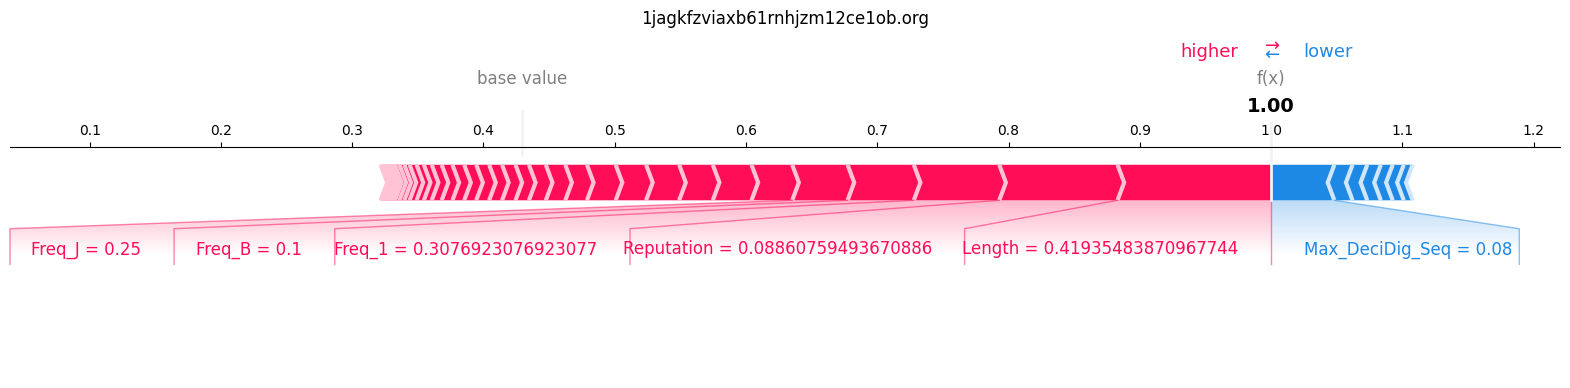 1jagkfzviaxb61rnhjzm12ce1ob.org
higher ⇄ lower
base value f(x)
1.00
0.1 0.2 0.3 0.4 0.5 0.6 0.7 0.8 0.9 1.0 1.1 1.2
Freq_J = 0.25 Freq_B = 0.1 Freq_1 = 0.3076923076923077 Reputation = 0.08860759493670886 Length = 0.41935483870967744 Max_DeciDig_Seq = 0.08